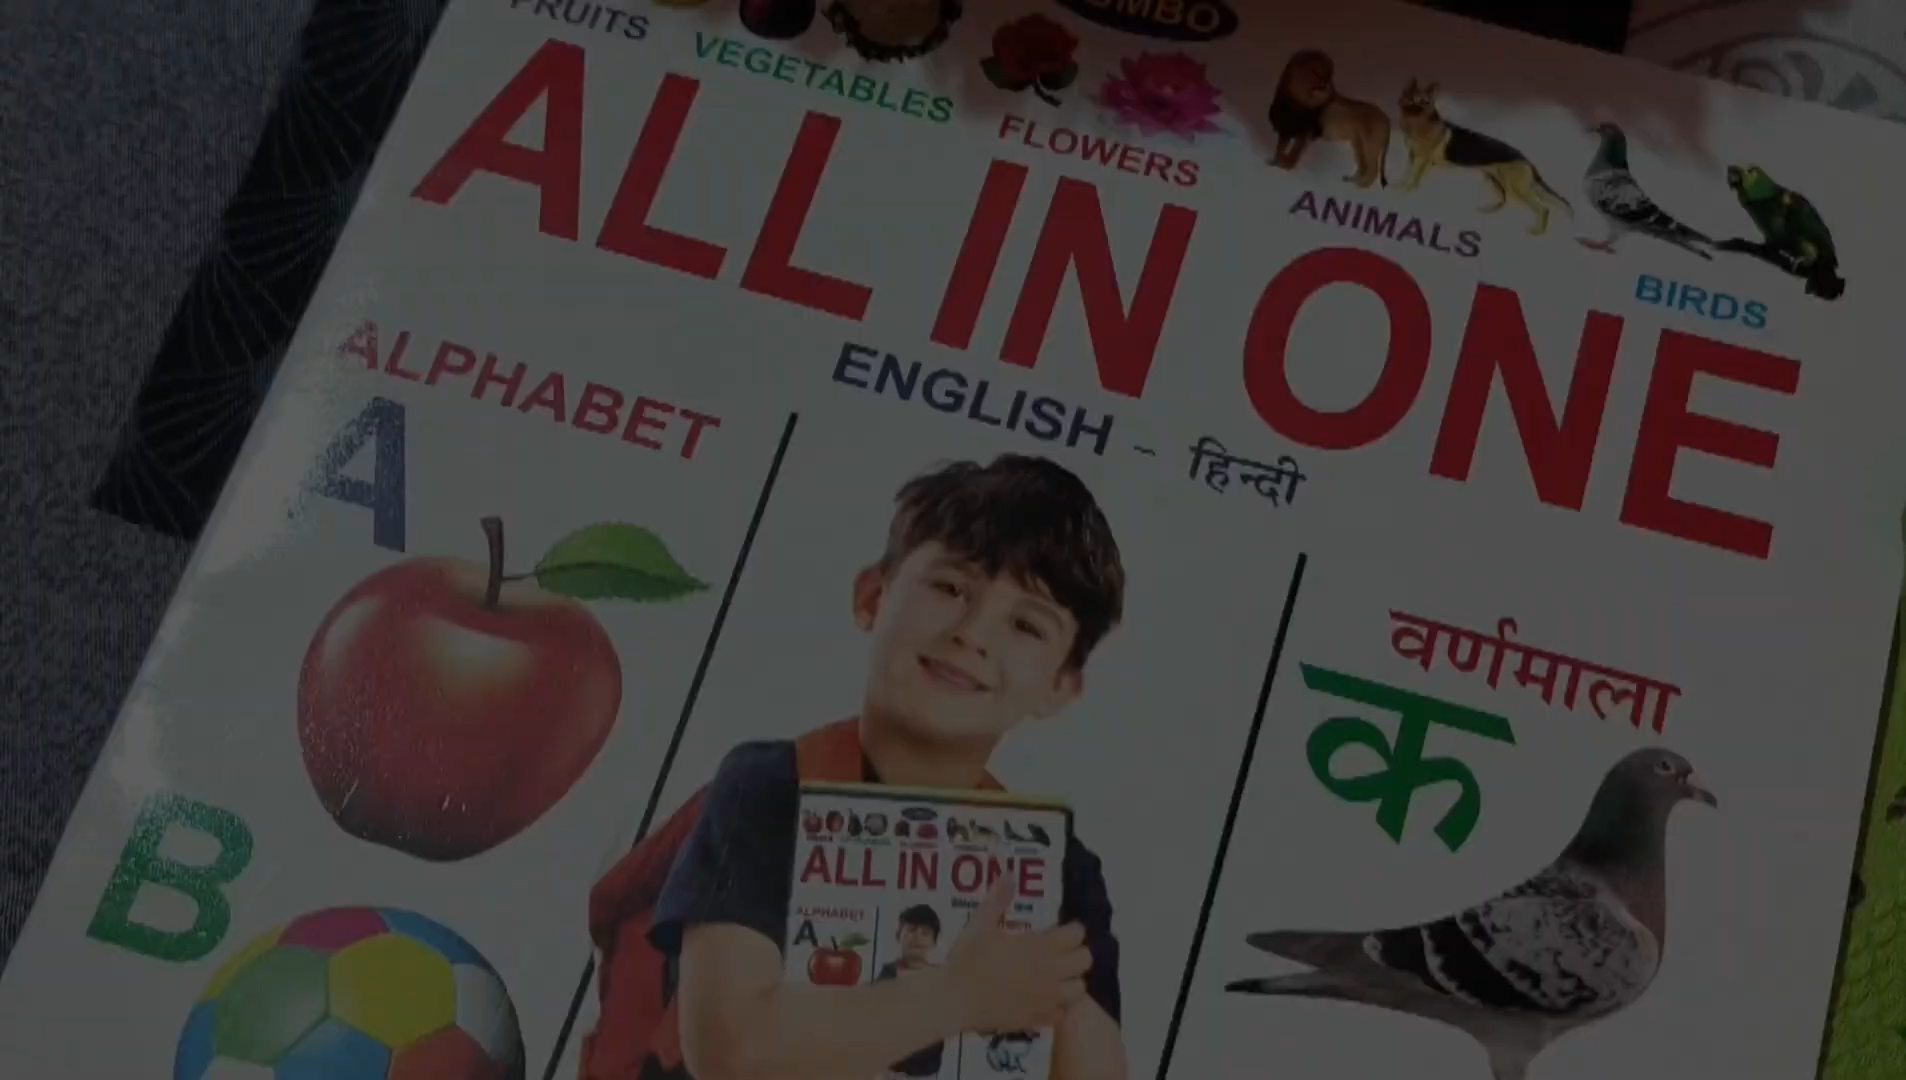 FRUITS
VEGETABLES
FLOWERS
ANIMALS
BIRDS
ALL IN ONE
ENGLISH - हिन्दी
ALPHABET
A
B
वर्णमाला
क
ALL IN ONE
ALPHABET
A